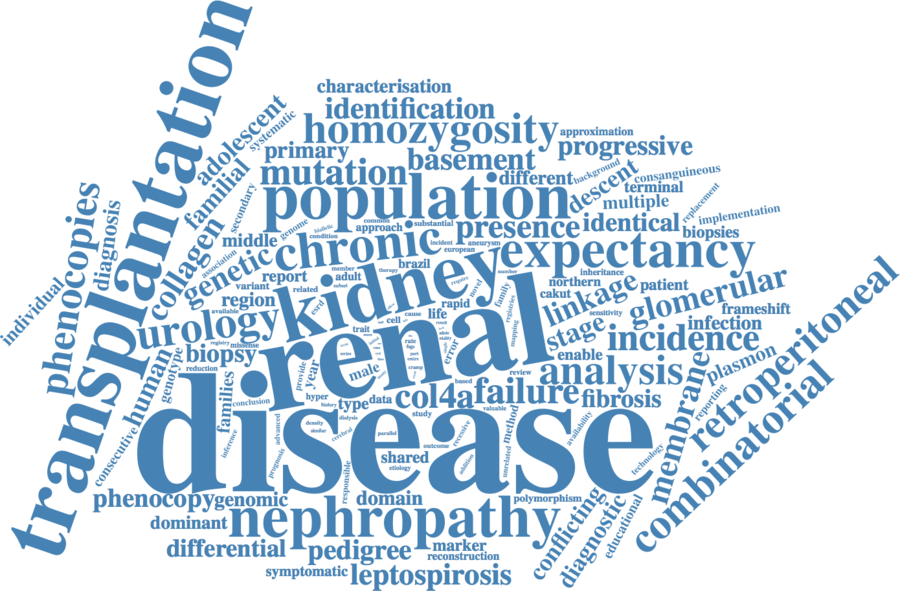 transplantation
characterisation
identification
homozygosity
approximation
adolescent
systematic
primary
basement
progressive
familial
mutation
different
background
descent
consanguineous
terminal
population
multiple
replacement
secondary
phenocopies
diagnosis
collagen
genome
common
approach
substantial
presence
identical
implementation
biopsies
middle
chronic
condition
incident
aneurysm
european
expectancy
association
genetic
report
member
brazil
therapy
adult
kidney
number
inheritance
northern
linkage
patient
variant
related
region
available
esrd
rapid
novel
family
cakut
glomerular
individual
urology
registry
missense
trait
cell
cause
life
registries
mapping
sensitivity
stage
frameshift
infection
incidence
renal
biopsy
reduction
genotype
human
provide
year
male
rate
error
review
enable
analysis
plasmon
retroperitoneal
disease
families
conclusion
hyper
type
data
based
col4a
failure
fibrosis
membrane
reporting
study
valuable
method
availability
combinatorial
consecutive
inference
advanced
density
similar
dialysis
cerebral
parallel
outcome
recessive
prognosis
shared
etiology
addition
unrelated
technology
responsible
phenocopy
genomic
domain
polymorphism
dominant
nephropathy
conflicting
diagnostic
educational
differential
pedigree
marker
reconstruction
symptomatic
leptospirosis